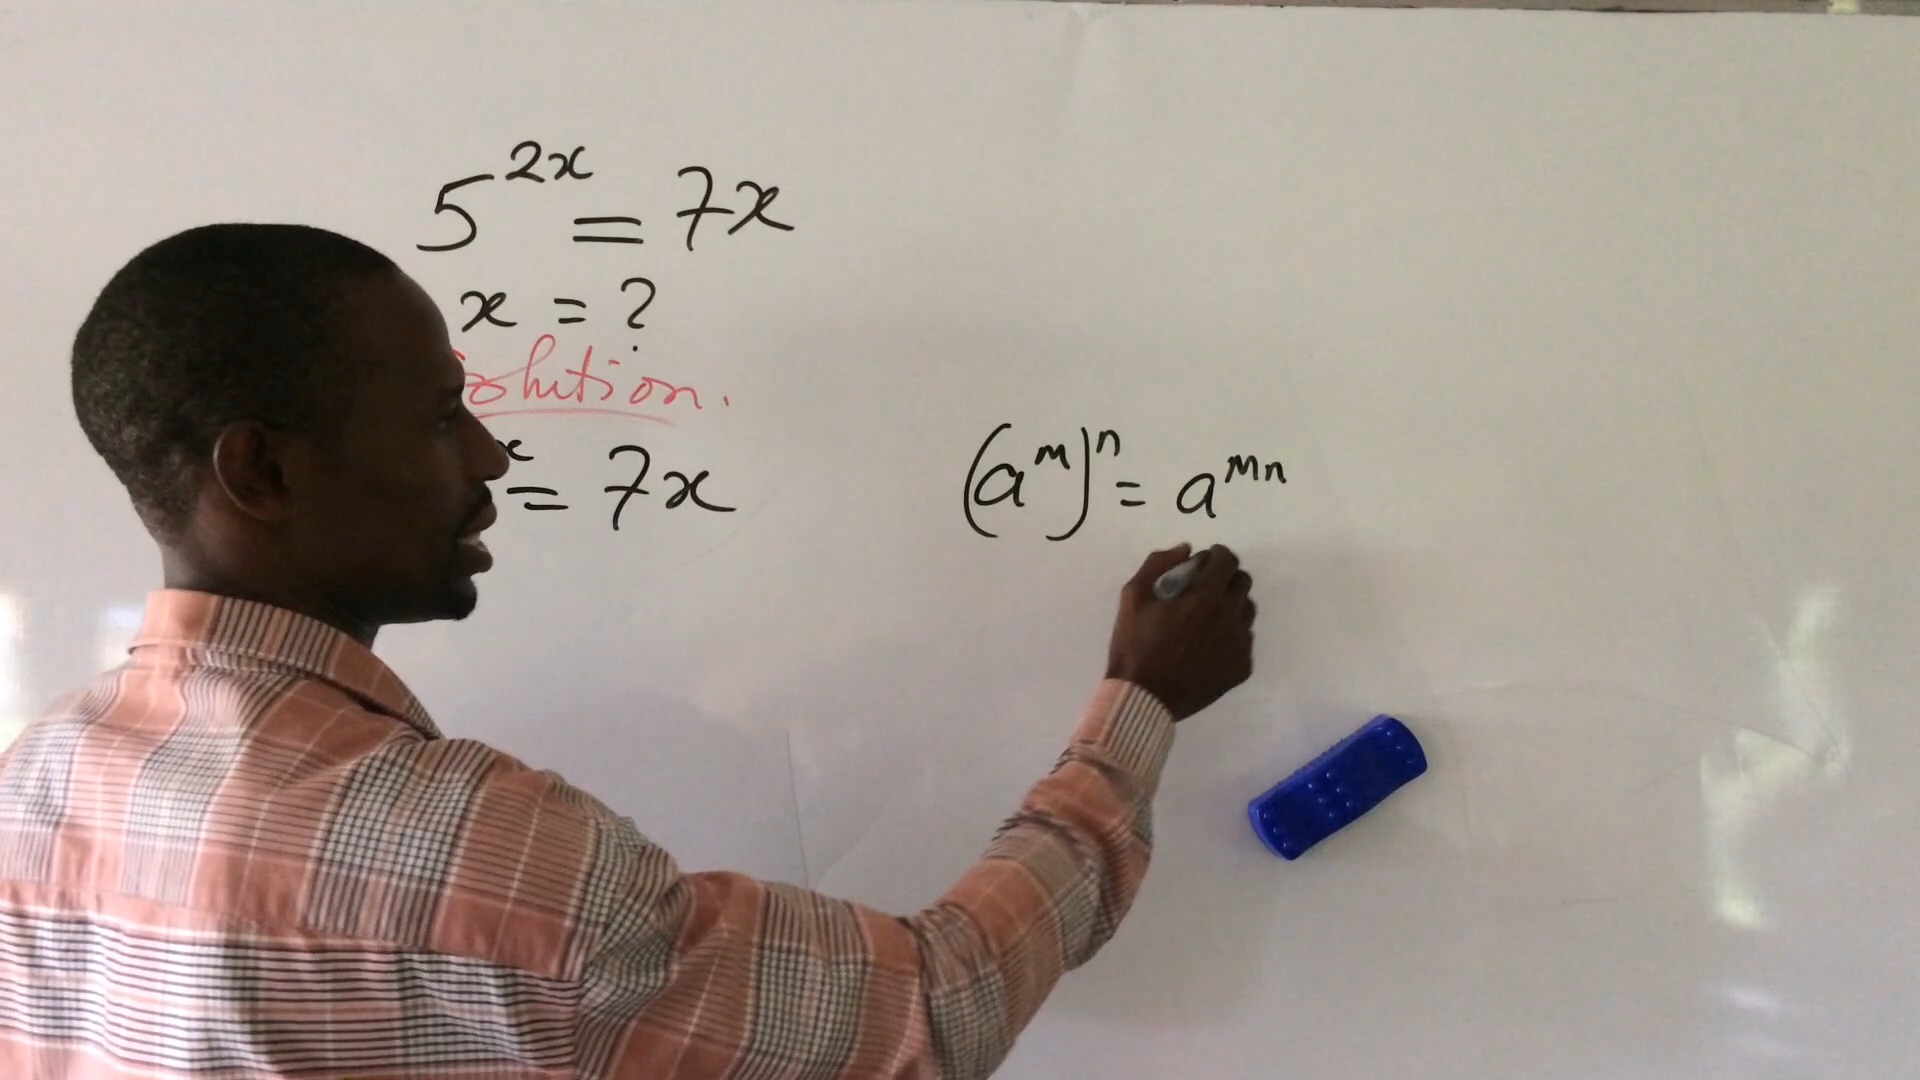 5^{2x} = 7x
x = ?
Solution.
x = 7x
(a^m)^n = a^{mn}